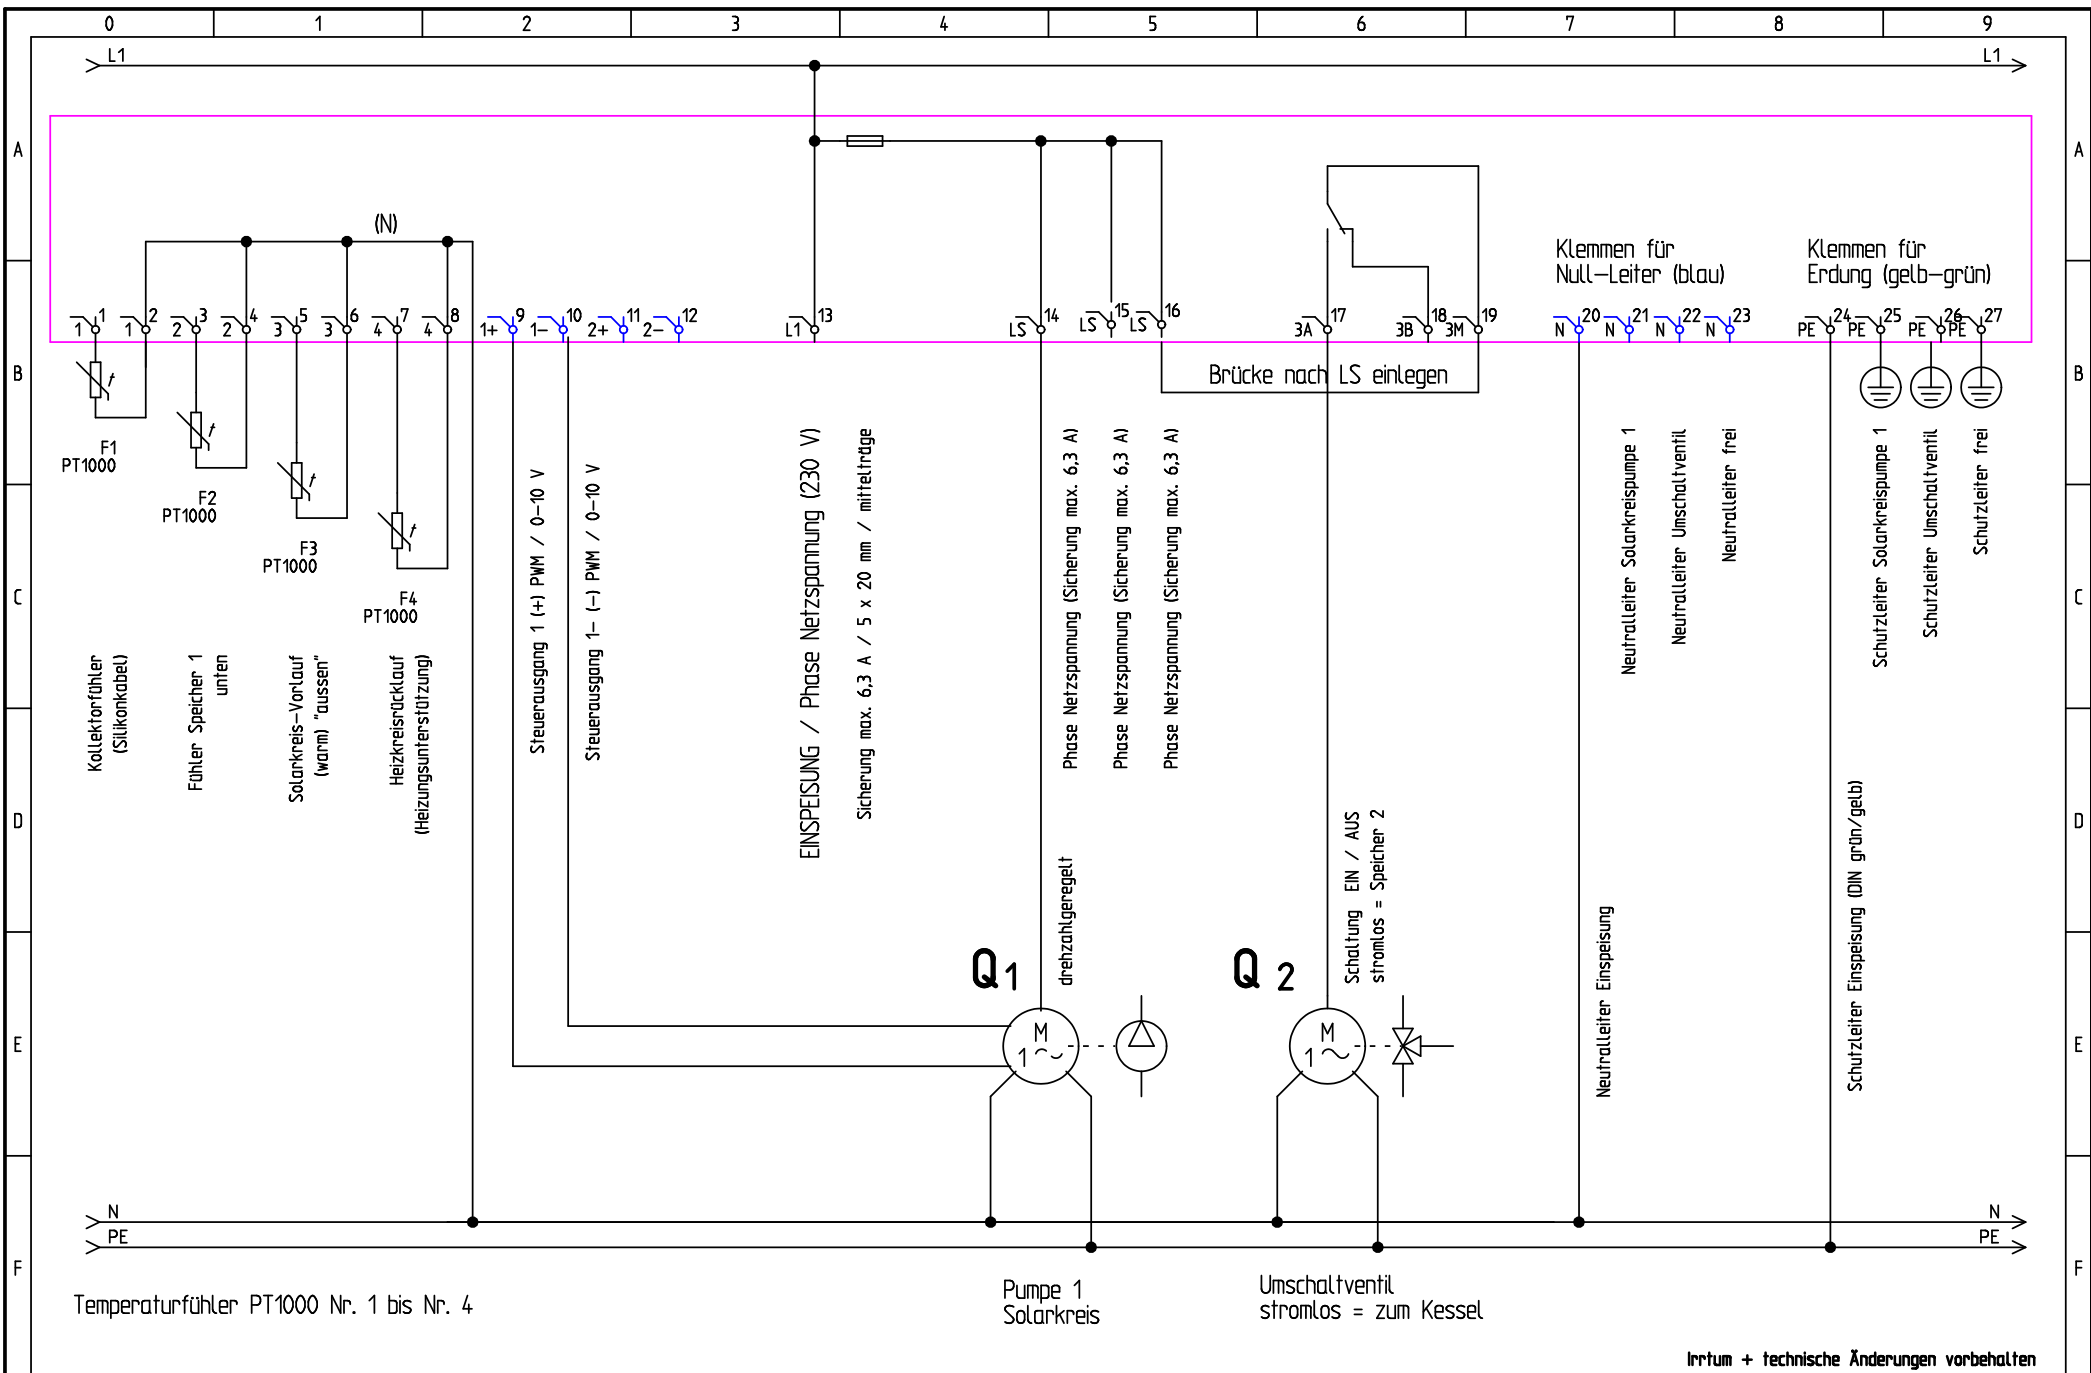 0 1 2 3 4 5 6 7 8 9
L1 L1
A A
(N)
Klemmen für
Null-Leiter (blau)
Klemmen für
Erdung (gelb-grün)
1 2 3 4 5 6 7 8 9 10 11 12 13 14 15 16 17 18 19 20 21 22 23 24 25 26 27
1 1 2 2 3 3 4 4 1+ 1- 2+ 2- L1 LS LS LS 3A 3B 3M N N N N PE PE PE PE
B B
Brücke nach LS einlegen
F1
PT1000
F2
PT1000
F3
PT1000
F4
PT1000
C C
Kollektorfühler
(Silikonkabel)
Fühler Speicher 1
unten
Solarkreis-Vorlauf
(warm) "aussen"
Heizkreisrücklauf
(Heizungsunterstützung)
Steuerausgang 1 (+) PWM / 0-10 V
Steuerausgang 1- (-) PWM / 0-10 V
EINSPEISUNG / Phase Netzspannung (230 V)
Sicherung max. 6,3 A / 5 x 20 mm / mittelträge
Phase Netzspannung (Sicherung max. 6,3 A)
Phase Netzspannung (Sicherung max. 6,3 A)
Phase Netzspannung (Sicherung max. 6,3 A)
Neutralleiter Solarkreispumpe 1
Neutralleiter Umschaltventil
Neutralleiter frei
Schutzleiter Solarkreispumpe 1
Schutzleiter Umschaltventil
Schutzleiter frei
D D
drehzahlgeregelt
Schaltung EIN / AUS
stromlos = Speicher 2
Neutralleiter Einspeisung
Schutzleiter Einspeisung (DIN grün/gelb)
Q1
Q 2
E E
M
1~
M
1~
N N
PE PE
F F
Temperaturfühler PT1000 Nr. 1 bis Nr. 4
Pumpe 1
Solarkreis
Umschaltventil
stromlos = zum Kessel
Irrtum + technische Änderungen vorbehalten